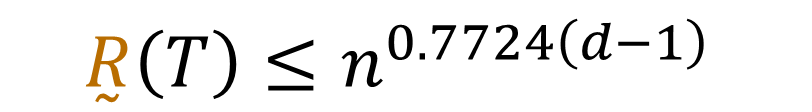 R̰(T) ≤ n^{0.7724(d−1)}